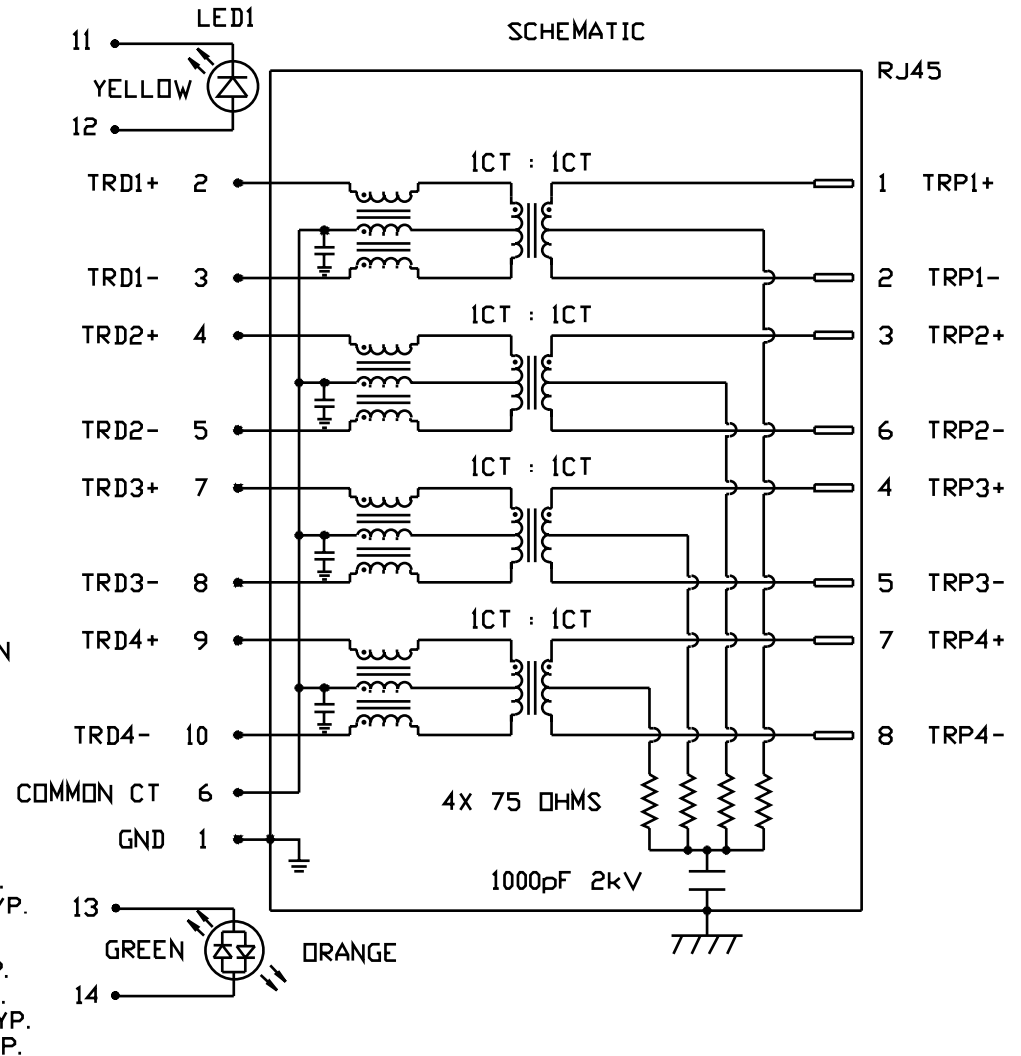 LED1
SCHEMATIC
11
RJ45
YELLOW
12
1CT : 1CT
TRD1+ 2
1 TRP1+
TRD1- 3
2 TRP1-
1CT : 1CT
TRD2+ 4
3 TRP2+
TRD2- 5
6 TRP2-
1CT : 1CT
TRD3+ 7
4 TRP3+
TRD3- 8
5 TRP3-
1CT : 1CT
TRD4+ 9
7 TRP4+
N
TRD4- 10
8 TRP4-
COMMON CT 6
4X 75 OHMS
GND 1
1000pF 2kV
YP.
13
GREEN
ORANGE
P.
14
.
YP.
P.